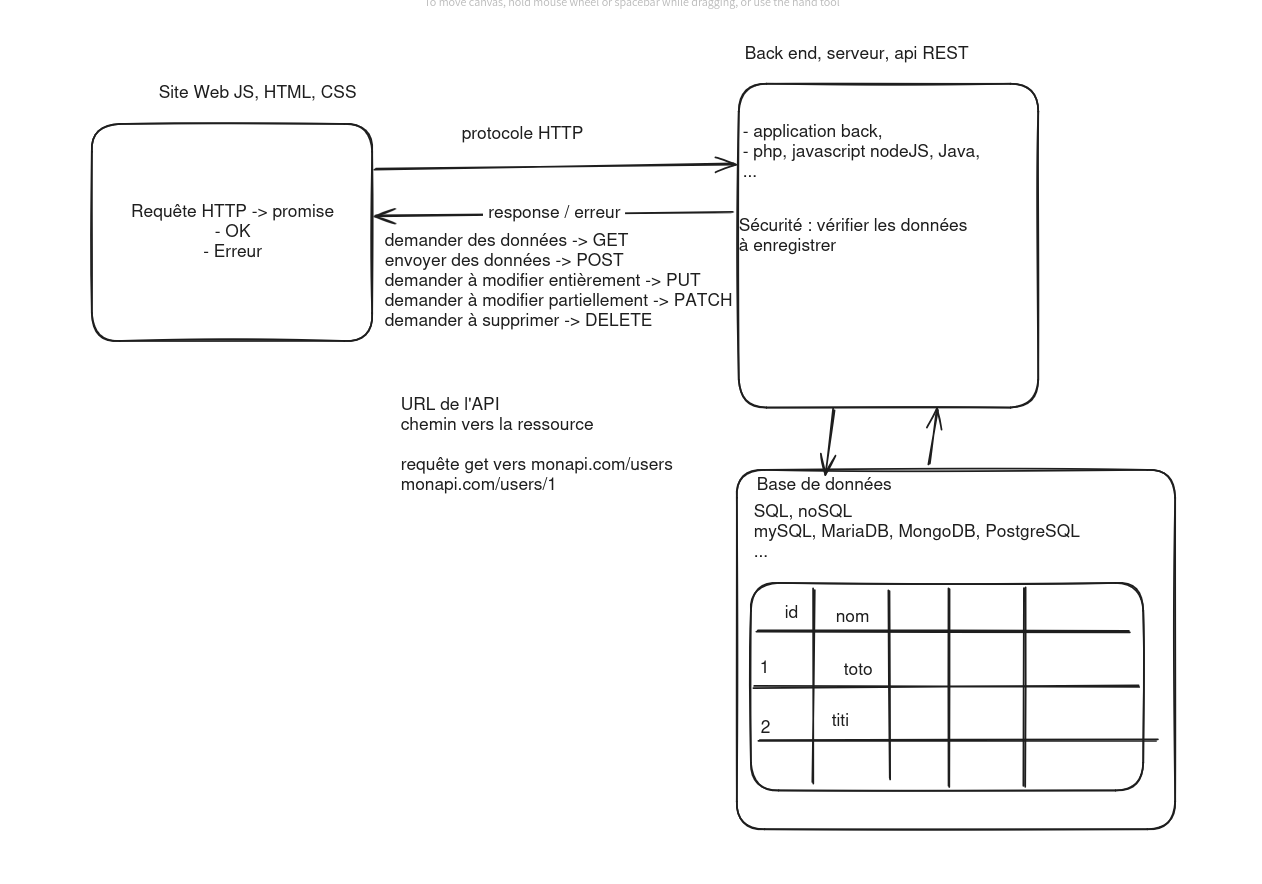 To move canvas, hold mouse wheel or spacebar while dragging, or use the hand tool
Back end, serveur, api REST
Site Web JS, HTML, CSS
protocole HTTP
- application back,
- php, javascript nodeJS, Java,
...
Requête HTTP -> promise
- OK
- Erreur
response / erreur
Sécurité : vérifier les données
à enregistrer
demander des données -> GET
envoyer des données -> POST
demander à modifier entièrement -> PUT
demander à modifier partiellement -> PATCH
demander à supprimer -> DELETE
URL de l'API
chemin vers la ressource
requête get vers monapi.com/users
monapi.com/users/1
Base de données
SQL, noSQL
mySQL, MariaDB, MongoDB, PostgreSQL
...
id nom
1 toto
2 titi